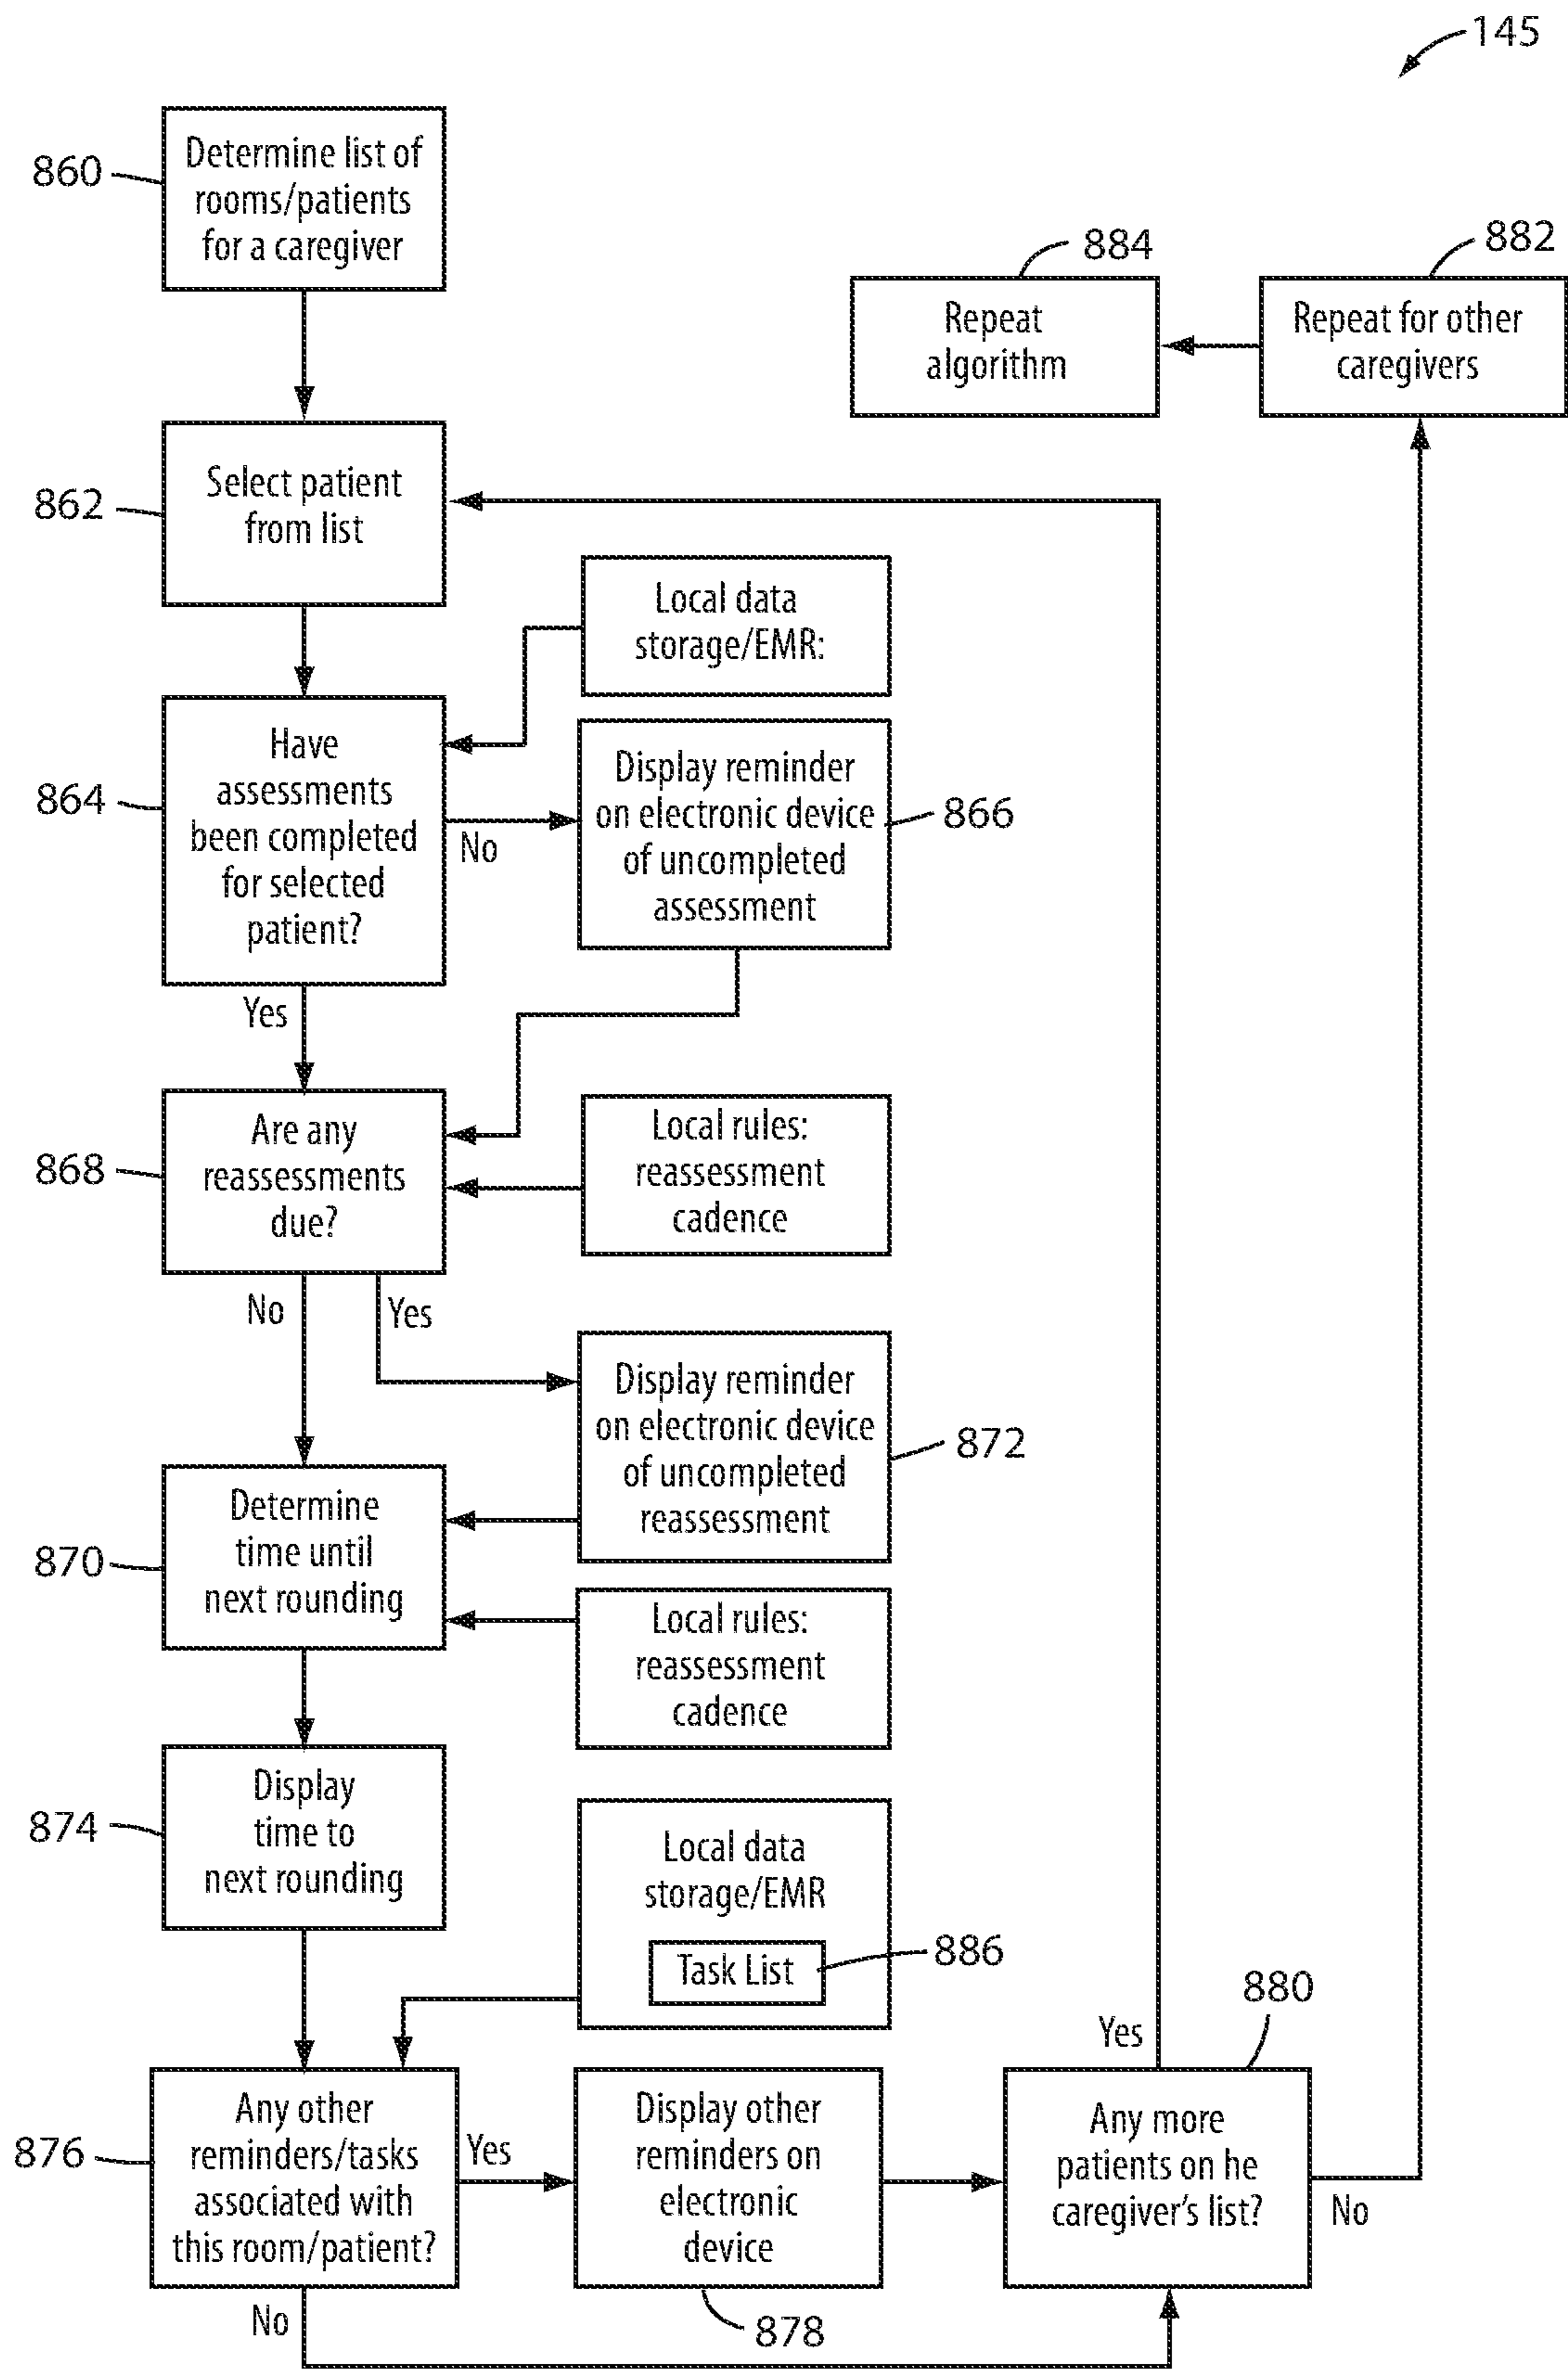 145
860
Determine list of
rooms/patients
for a caregiver
884
882
Repeat
algorithm
Repeat for other
caregivers
862
Select patient
from list
Local data
storage/EMR:
864
Have
assessments
been completed
for selected
patient?
No
Display reminder
on electronic device
of uncompleted
assessment
866
Yes
868
Are any
reassessments
due?
Local rules:
reassessment
cadence
No
Yes
Display reminder
on electronic device
of uncompleted
reassessment
872
870
Determine
time until
next rounding
Local rules:
reassessment
cadence
874
Display
time to
next rounding
Local data
storage/EMR
Task List
886
880
Yes
876
Any other
reminders/tasks
associated with
this room/patient?
Yes
Display other
reminders on
electronic
device
Any more
patients on he
caregiver's list?
No
No
878